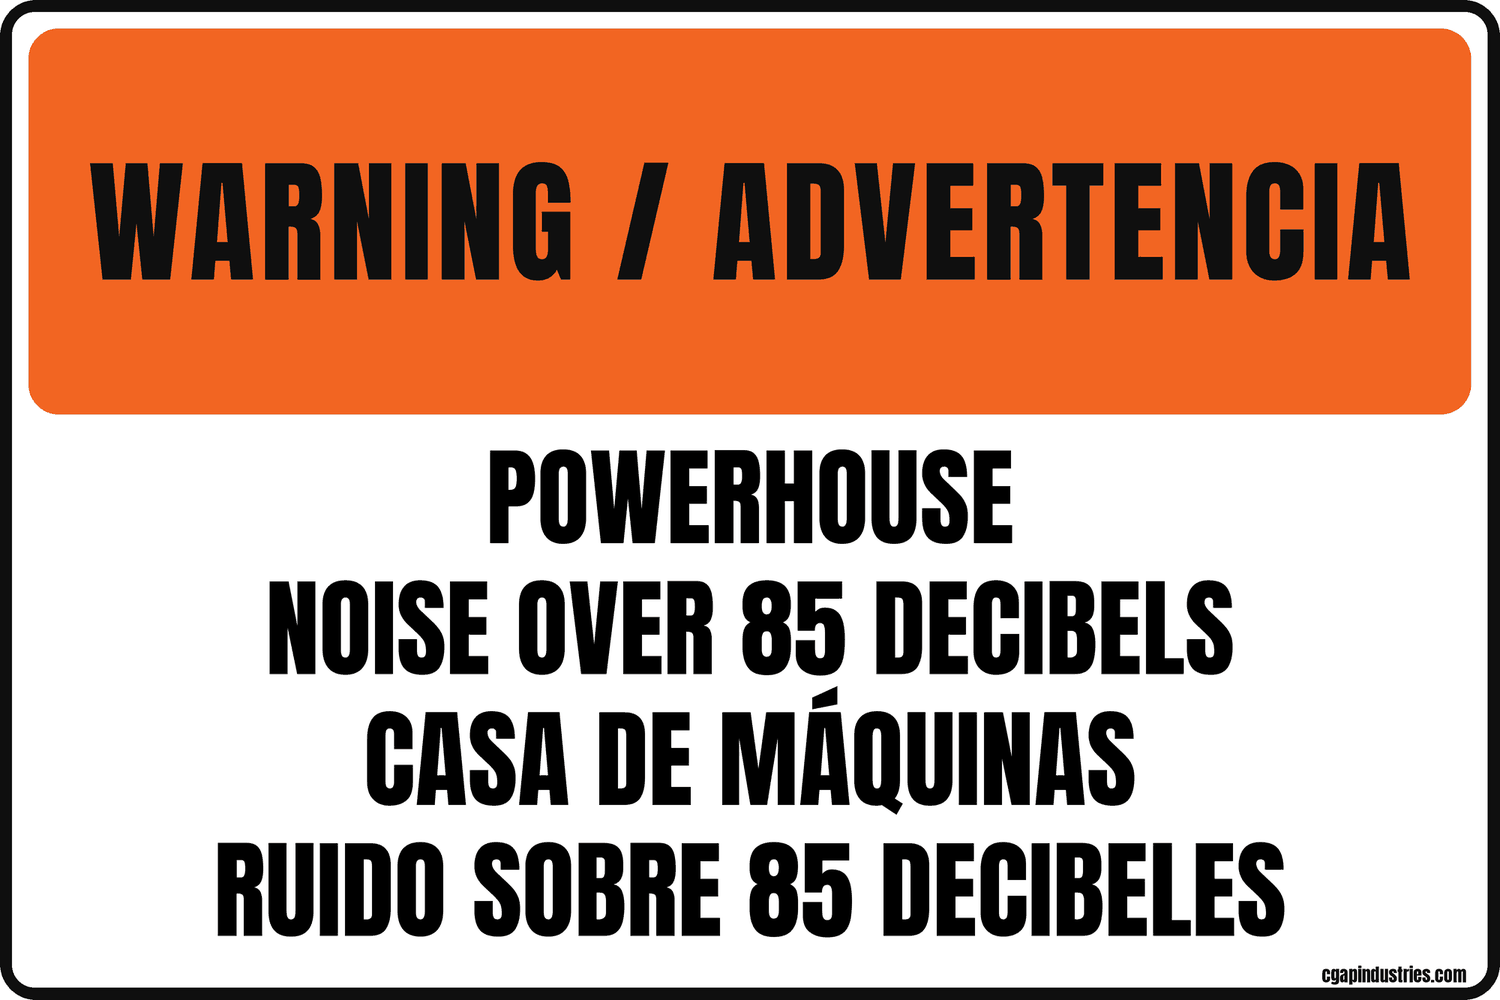 WARNING / ADVERTENCIA
POWERHOUSE
NOISE OVER 85 DECIBELS
CASA DE MÁQUINAS
RUIDO SOBRE 85 DECIBELES
cgapindustries.com